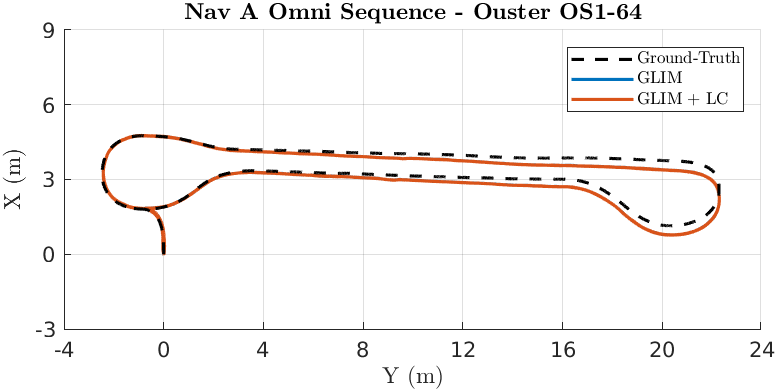 Nav A Omni Sequence - Ouster OS1-64
9
6
3
0
-3
X (m)
Ground-Truth
GLIM
GLIM + LC
-4
0
4
8
12
16
20
24
Y (m)